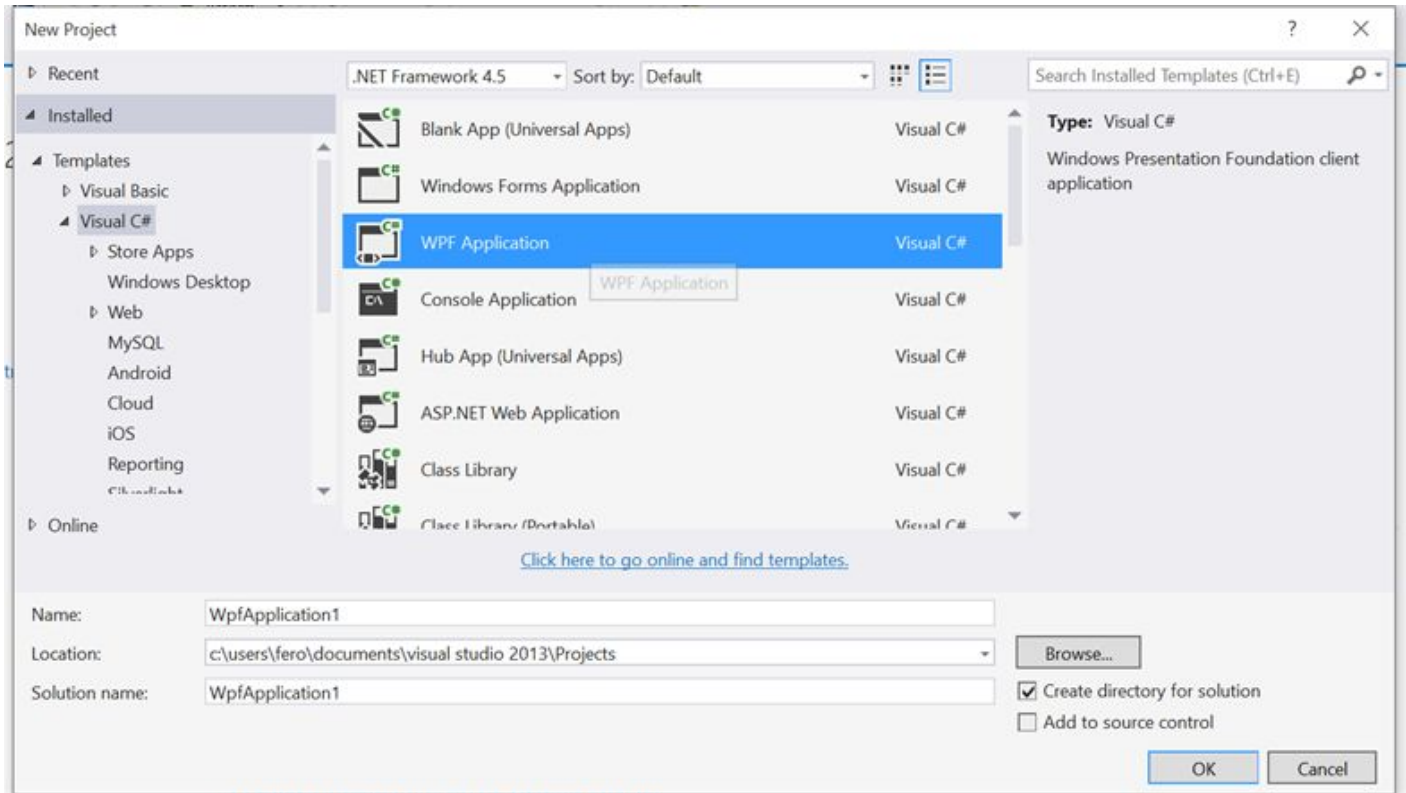 New Project
?
Recent
.NET Framework 4.5
Sort by: Default
Search Installed Templates (Ctrl+E)
Installed
Templates
Visual Basic
Visual C#
Store Apps
Windows Desktop
Web
MySQL
Android
Cloud
iOS
Reporting
Silverlight
Online
Blank App (Universal Apps) Visual C#
Windows Forms Application Visual C#
WPF Application Visual C#
WPF Application
Console Application Visual C#
Hub App (Universal Apps) Visual C#
ASP.NET Web Application Visual C#
Class Library Visual C#
Class Library (Portable) Visual C#
Type: Visual C#
Windows Presentation Foundation client
application
Click here to go online and find templates.
Name: WpfApplication1
Location: c:\users\fero\documents\visual studio 2013\Projects
Browse...
Solution name: WpfApplication1
Create directory for solution
Add to source control
OK
Cancel